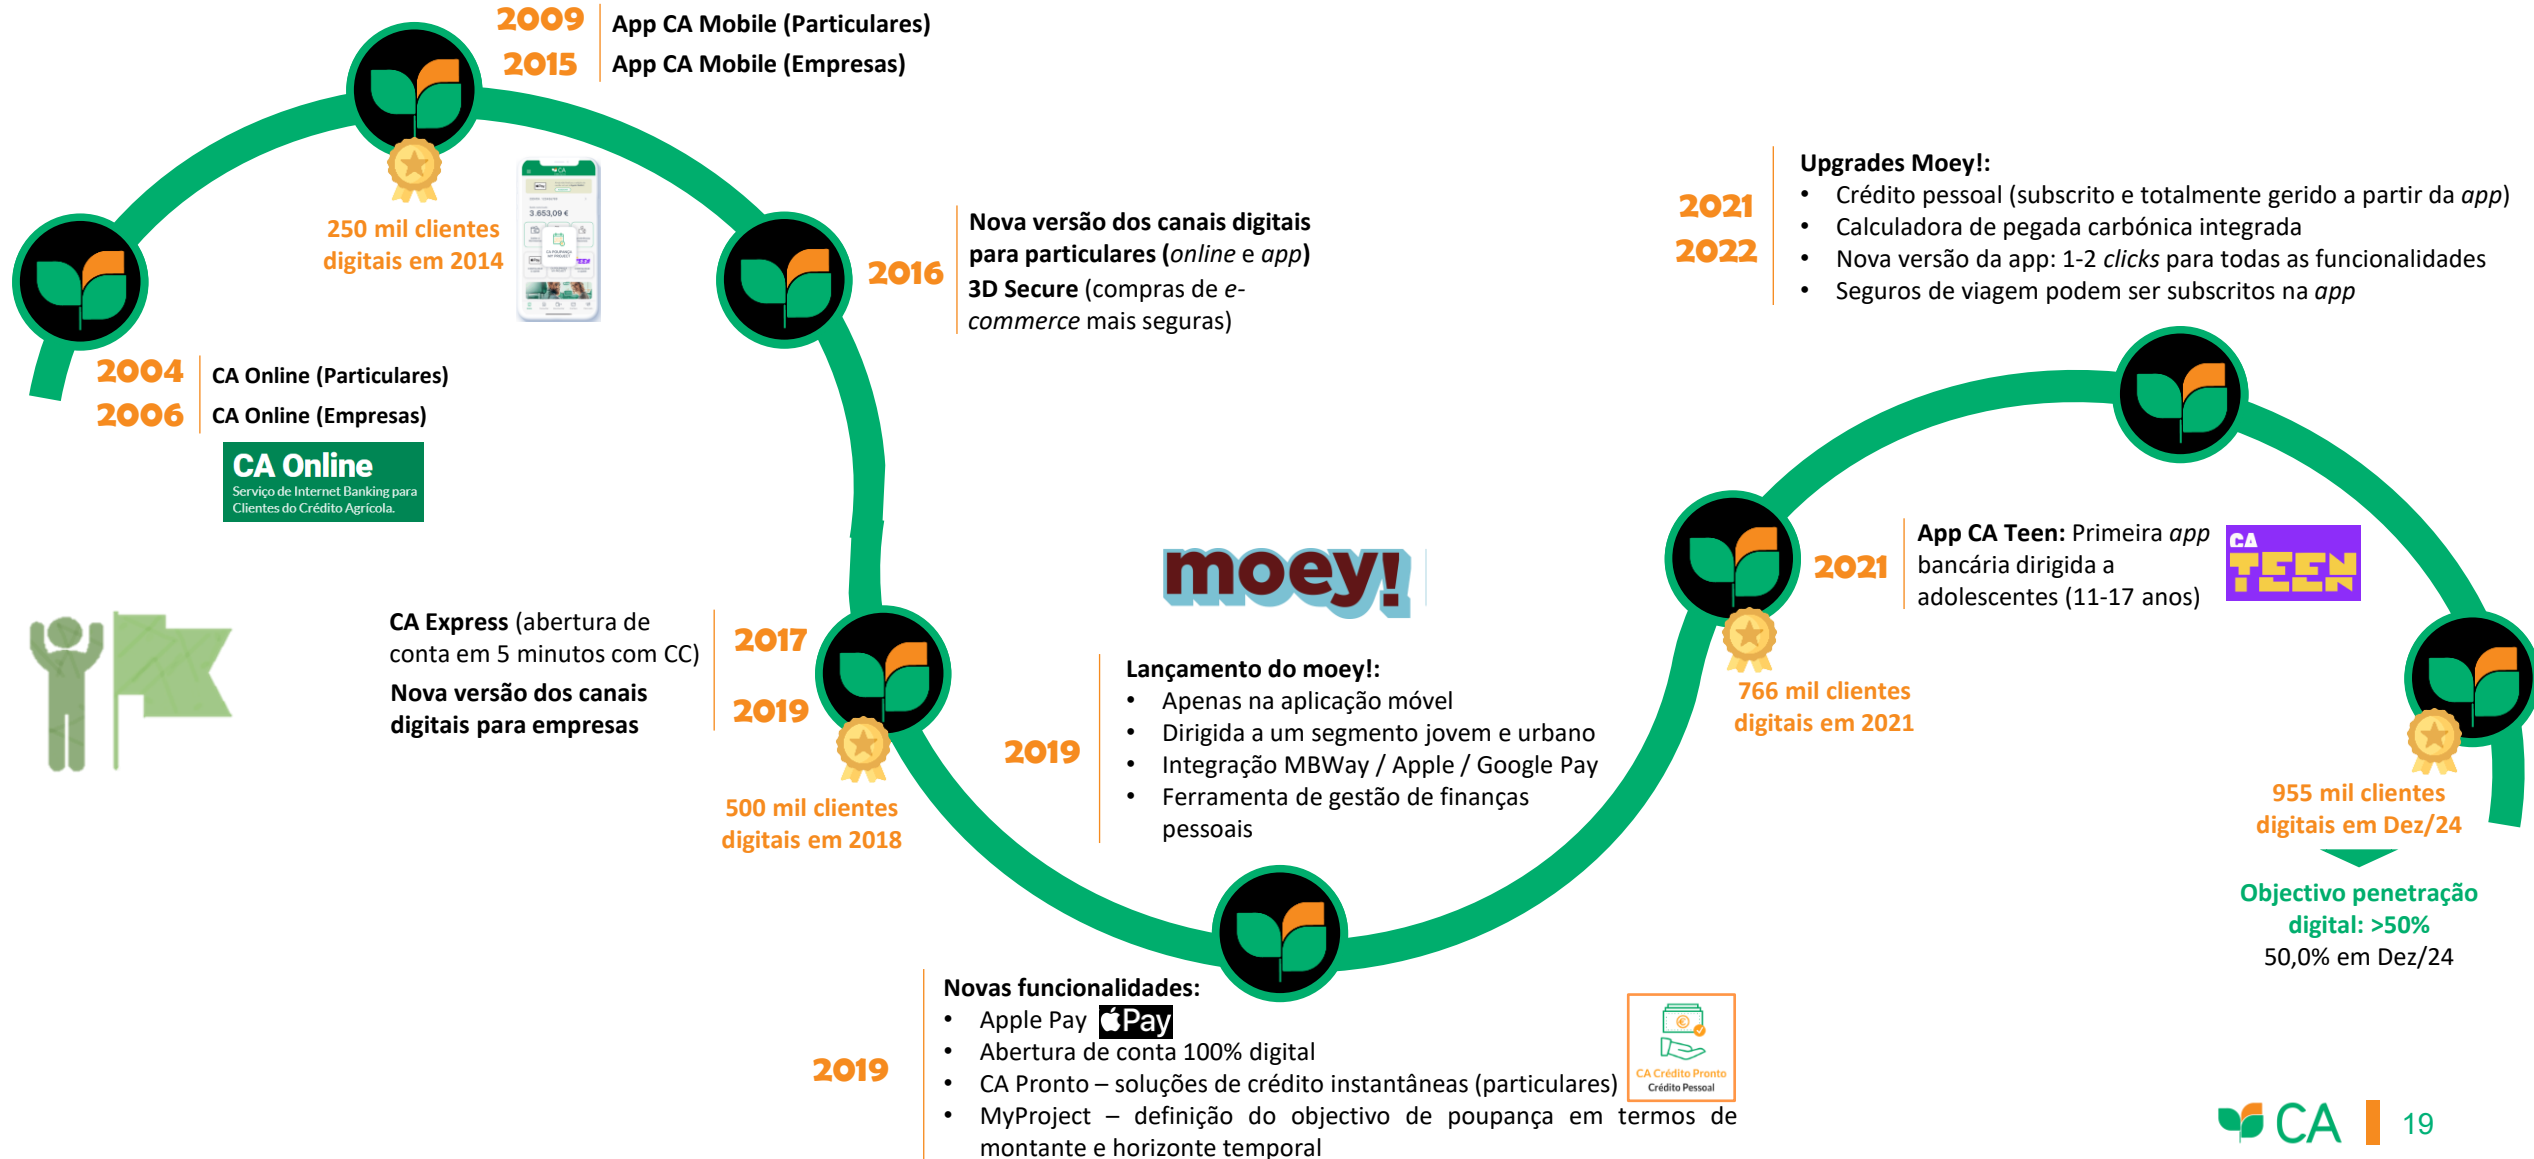 2009 App CA Mobile (Particulares)
2015 App CA Mobile (Empresas)
250 mil clientes
digitais em 2014
CA
Pay
3.653,09 €
CA POUPANÇA
MY PROJECT
2004 CA Online (Particulares)
2006 CA Online (Empresas)
CA Online
Serviço de Internet Banking para
Clientes do Crédito Agrícola.
2016
Nova versão dos canais digitais
para particulares (online e app)
3D Secure (compras de e-
commerce mais seguras)
CA Express (abertura de
conta em 5 minutos com CC)
2017
Nova versão dos canais
digitais para empresas
2019
500 mil clientes
digitais em 2018
moey!
2019
Lançamento do moey!:
• Apenas na aplicação móvel
• Dirigida a um segmento jovem e urbano
• Integração MBWay / Apple / Google Pay
• Ferramenta de gestão de finanças
pessoais
2019
Novas funcionalidades:
• Apple Pay Pay
• Abertura de conta 100% digital
• CA Pronto – soluções de crédito instantâneas (particulares)
• MyProject – definição do objectivo de poupança em termos de
montante e horizonte temporal
CA Crédito Pronto
Crédito Pessoal
2021
2022
Upgrades Moey!:
• Crédito pessoal (subscrito e totalmente gerido a partir da app)
• Calculadora de pegada carbónica integrada
• Nova versão da app: 1-2 clicks para todas as funcionalidades
• Seguros de viagem podem ser subscritos na app
2021
App CA Teen: Primeira app
bancária dirigida a
adolescentes (11-17 anos)
CA
TEEN
766 mil clientes
digitais em 2021
955 mil clientes
digitais em Dez/24
Objectivo penetração
digital: >50%
50,0% em Dez/24
CA 19